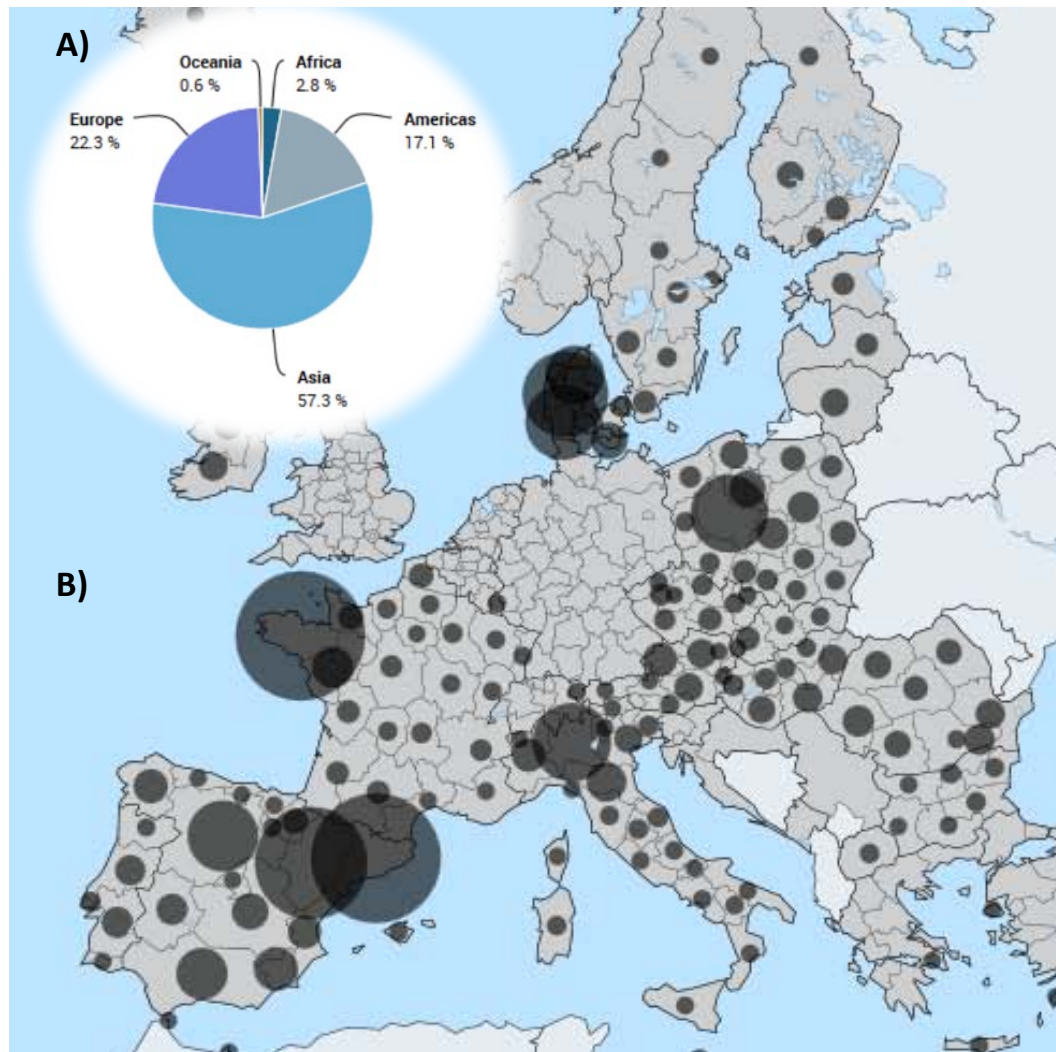 A)
Oceania
0.6 %
Africa
2.8 %
Europe
22.3 %
Americas
17.1 %
Asia
57.3 %
B)